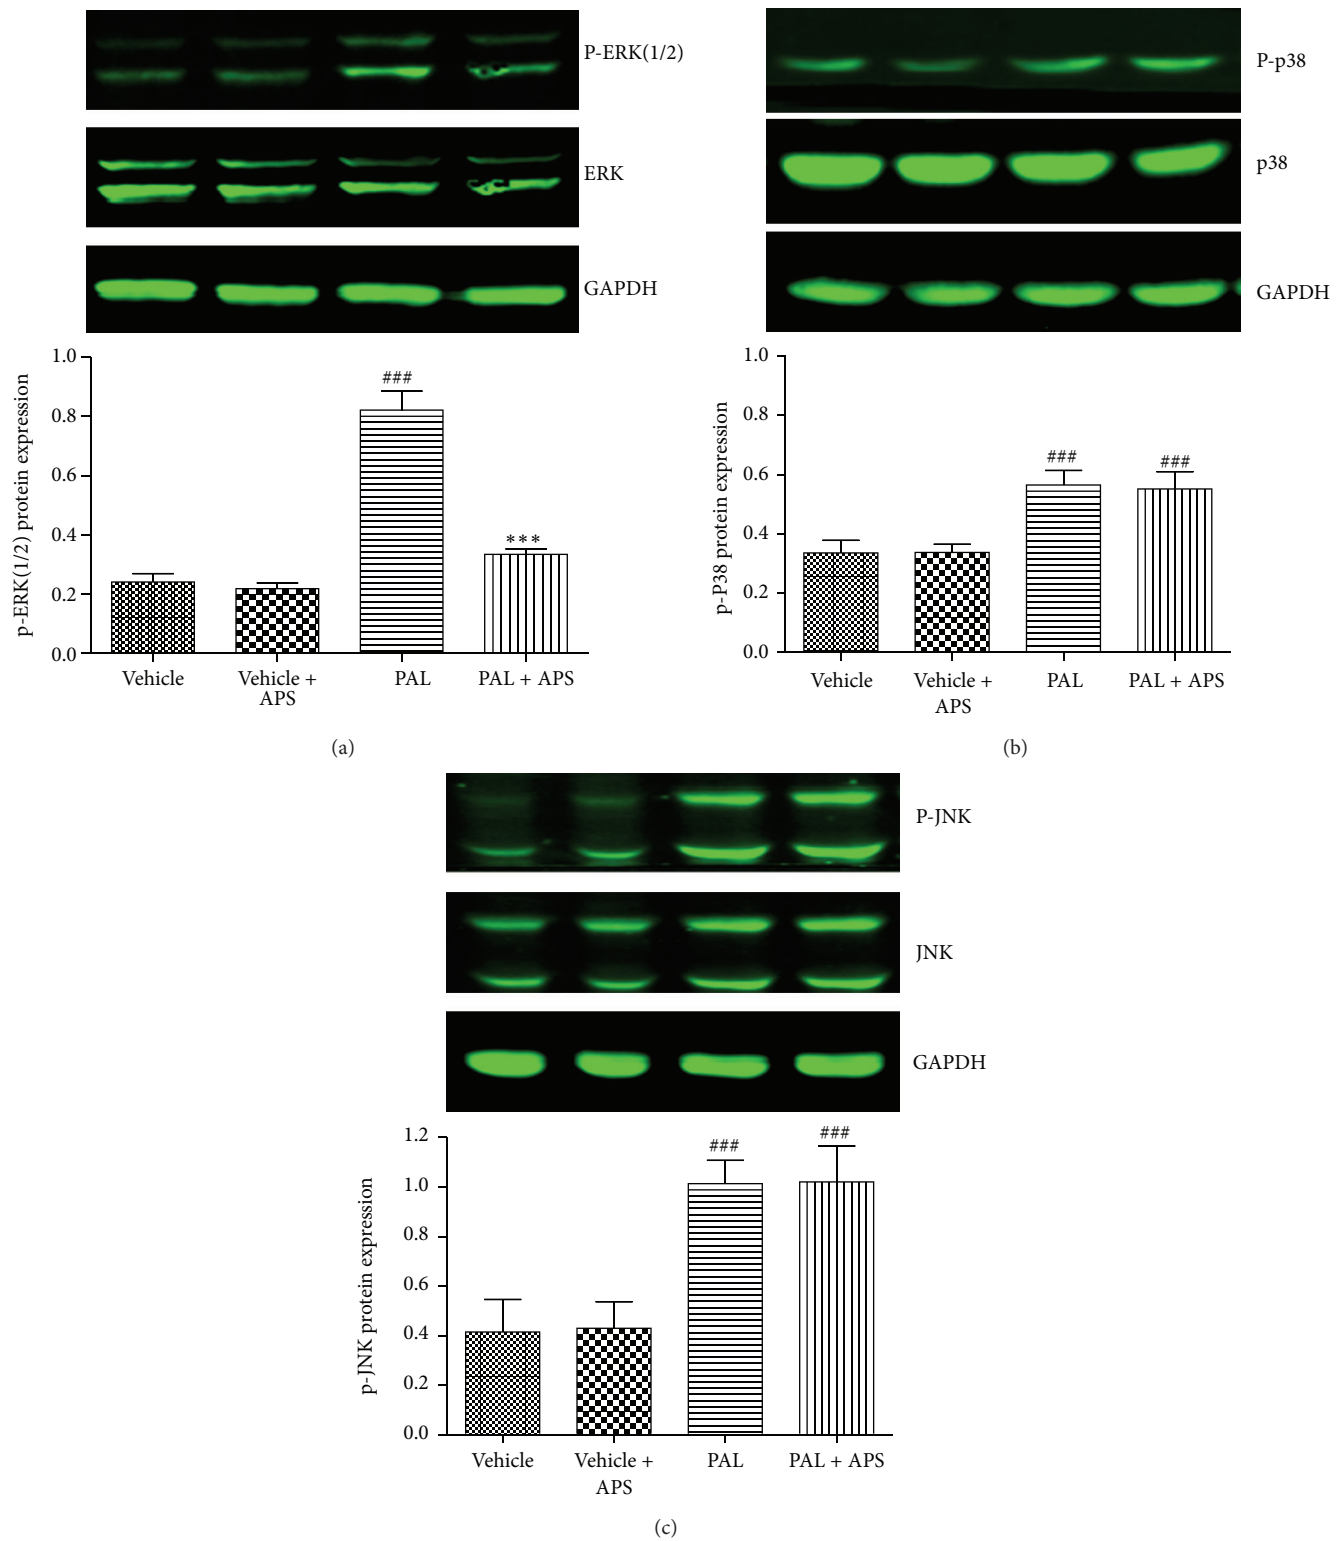 P-ERK(1/2)
ERK
GAPDH
1.0
0.8
0.6
0.4
0.2
0.0
p-ERK(1/2) protein expression
###
***
Vehicle
Vehicle +
APS
PAL
PAL + APS
(a)
P-p38
p38
GAPDH
1.0
0.8
0.6
0.4
0.2
0.0
p-P38 protein expression
###
###
Vehicle
Vehicle +
APS
PAL
PAL + APS
(b)
P-JNK
JNK
GAPDH
1.2
1.0
0.8
0.6
0.4
0.2
0.0
p-JNK protein expression
###
###
Vehicle
Vehicle +
APS
PAL
PAL + APS
(c)